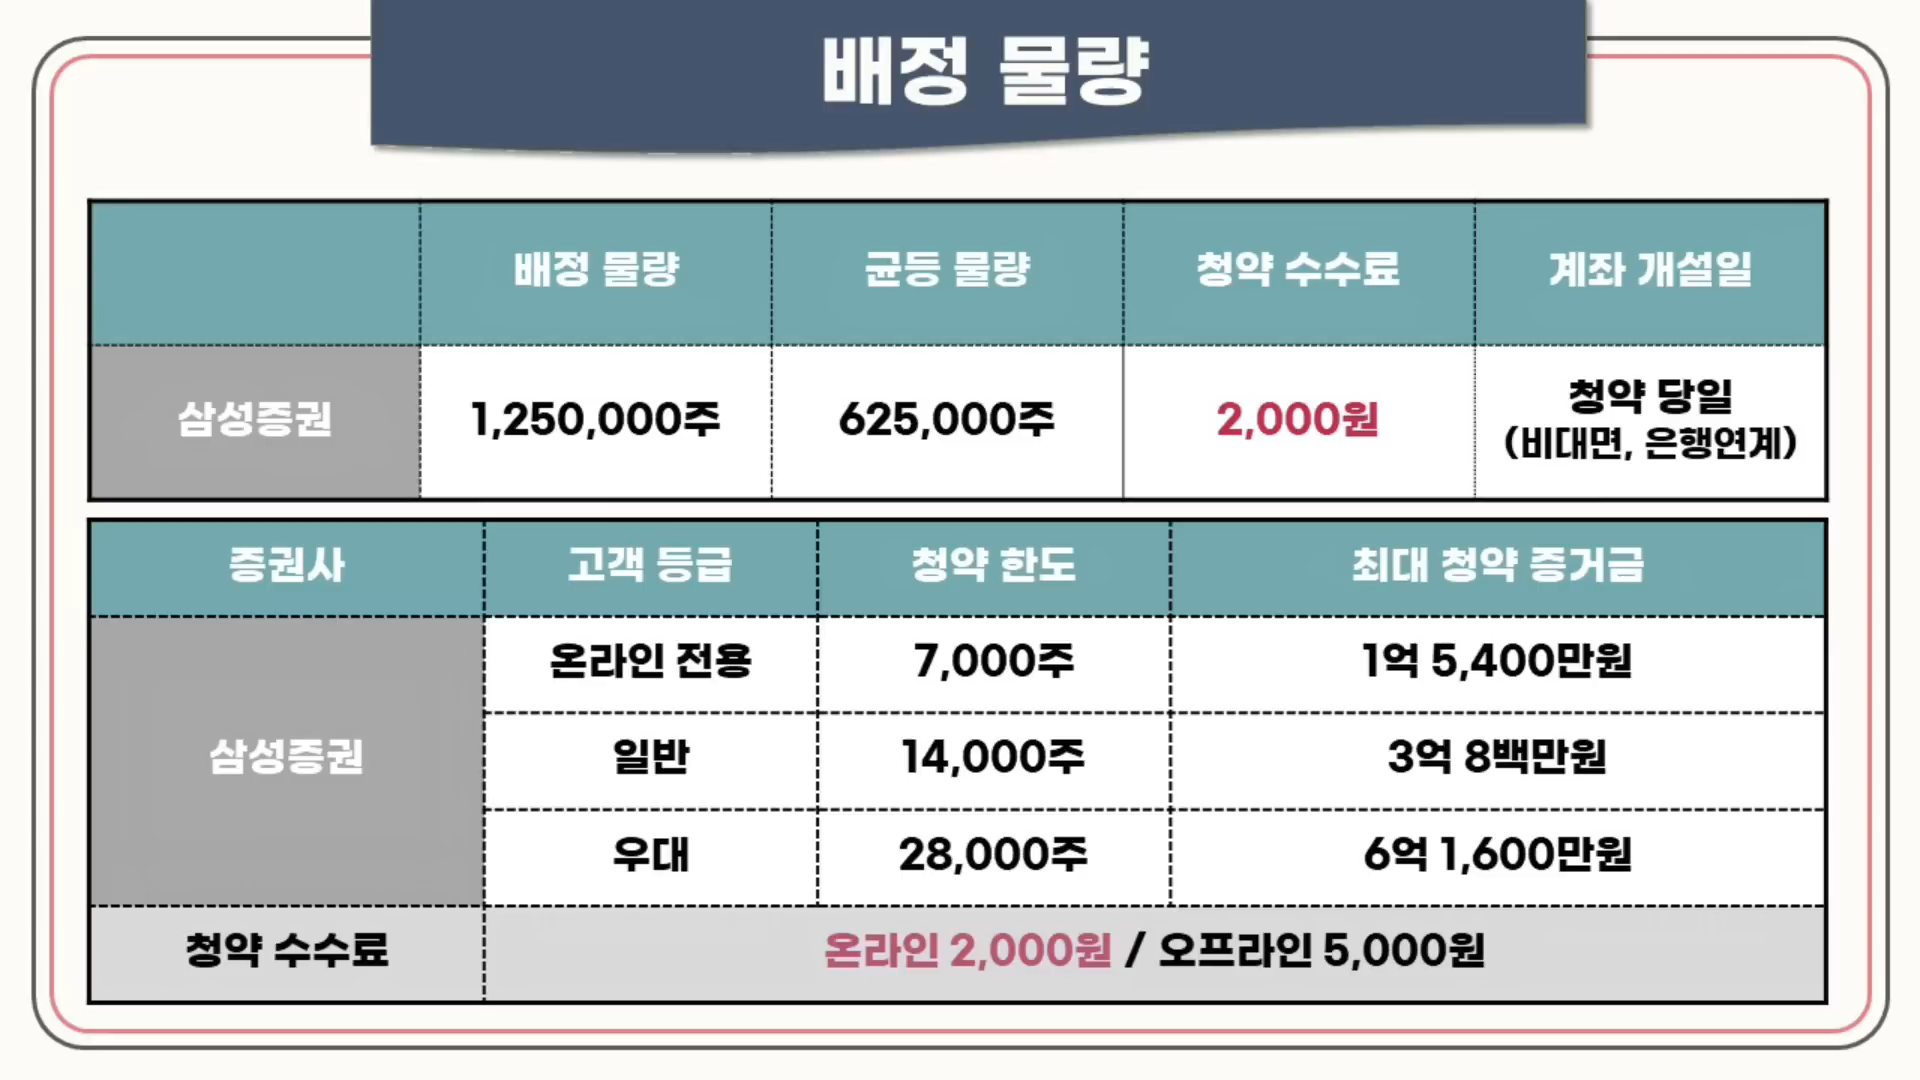 배정 물량
배정 물량 균등 물량 청약 수수료 계좌 개설일
삼성증권 1,250,000주 625,000주 2,000원 청약 당일
(비대면, 은행연계)
증권사 고객 등급 청약 한도 최대 청약 증거금
온라인 전용 7,000주 1억 5,400만원
삼성증권 일반 14,000주 3억 8백만원
우대 28,000주 6억 1,600만원
청약 수수료 온라인 2,000원 / 오프라인 5,000원